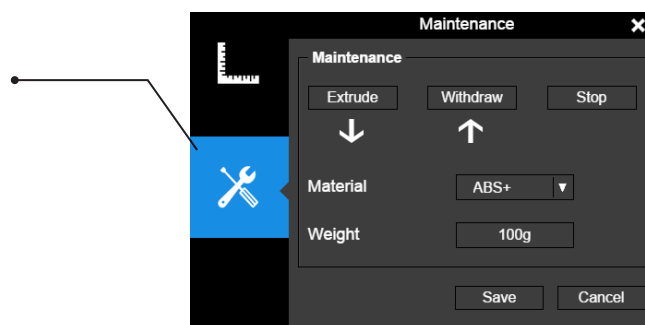 Maintenance
Maintenance
Extrude Withdraw Stop
Material ABS+
Weight 100g
Save Cancel